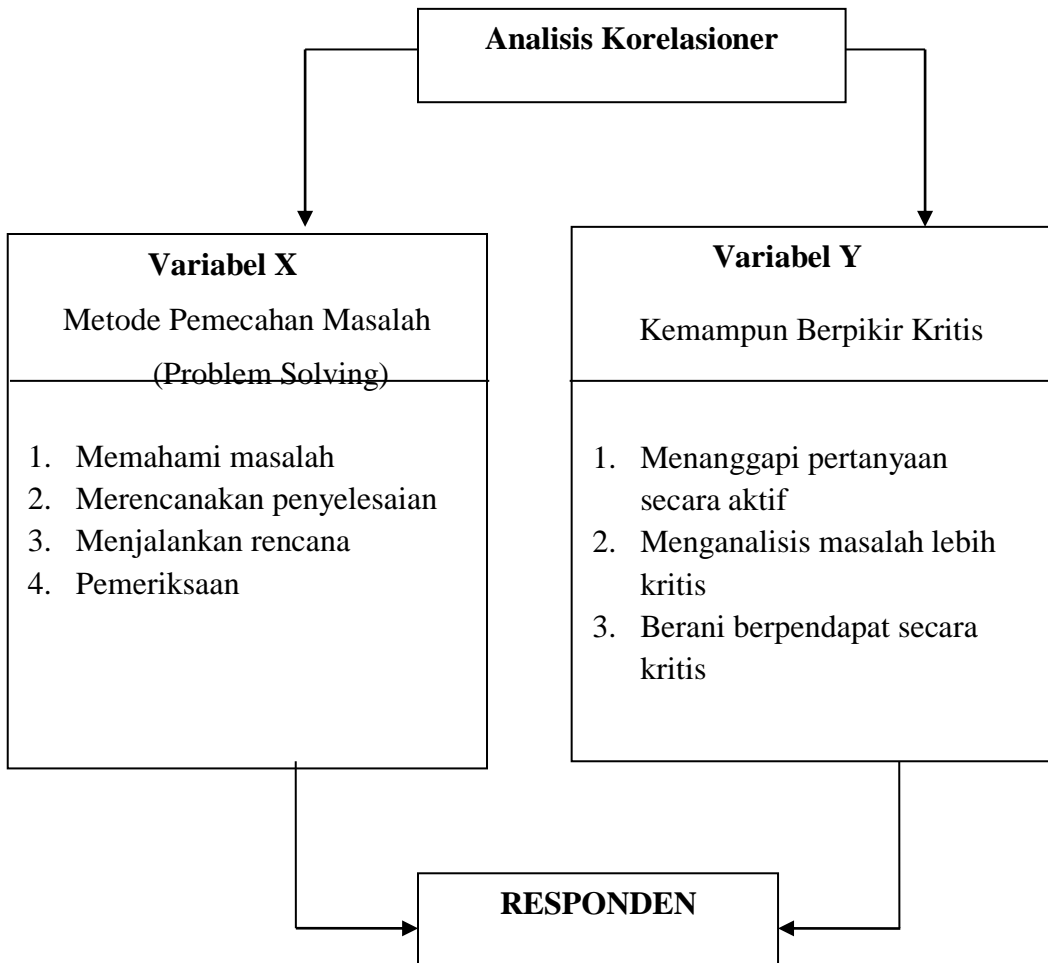 Analisis Korelasioner
Variabel X
Metode Pemecahan Masalah
(Problem Solving)
1. Memahami masalah
2. Merencanakan penyelesaian
3. Menjalankan rencana
4. Pemeriksaan
Variabel Y
Kemampun Berpikir Kritis
1. Menanggapi pertanyaan
secara aktif
2. Menganalisis masalah lebih
kritis
3. Berani berpendapat secara
kritis
RESPONDEN